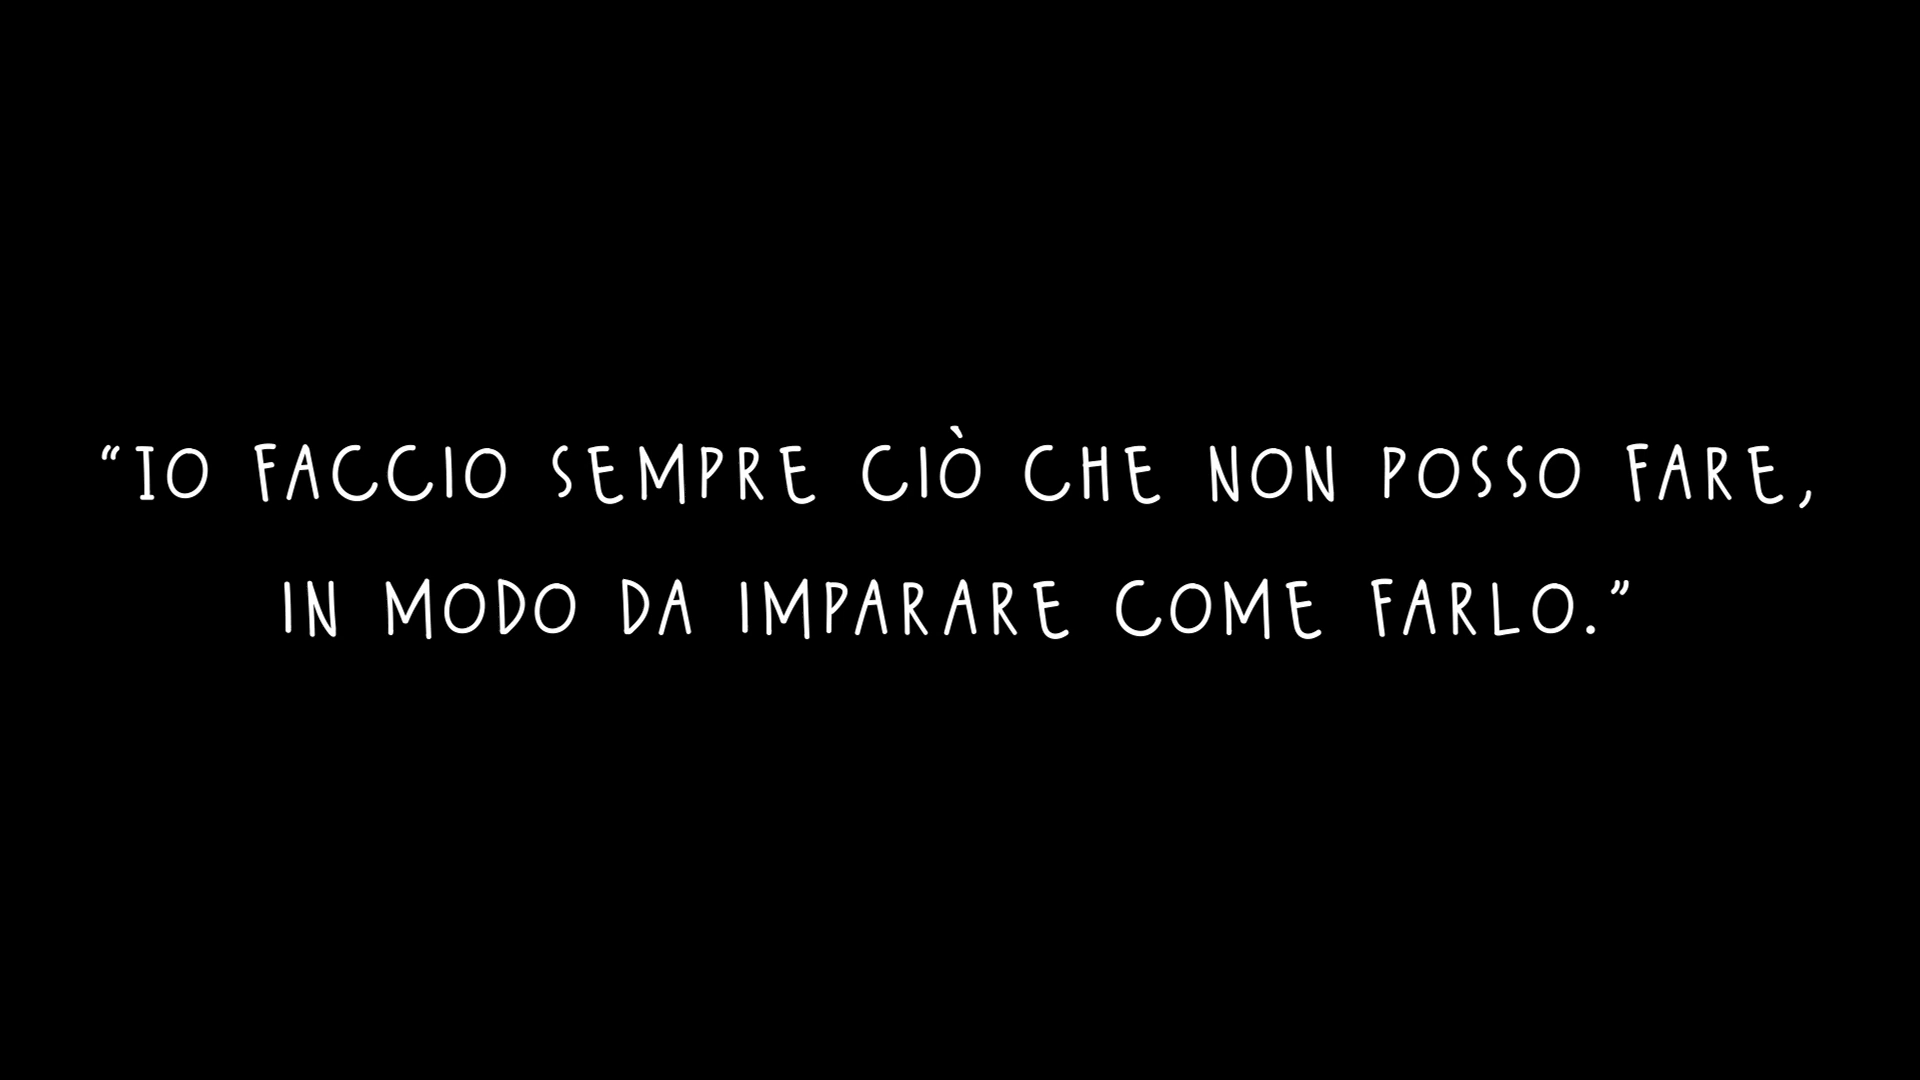 “IO FACCIO SEMPRE CIÒ CHE NON POSSO FARE,
IN MODO DA IMPARARE COME FARLO.”